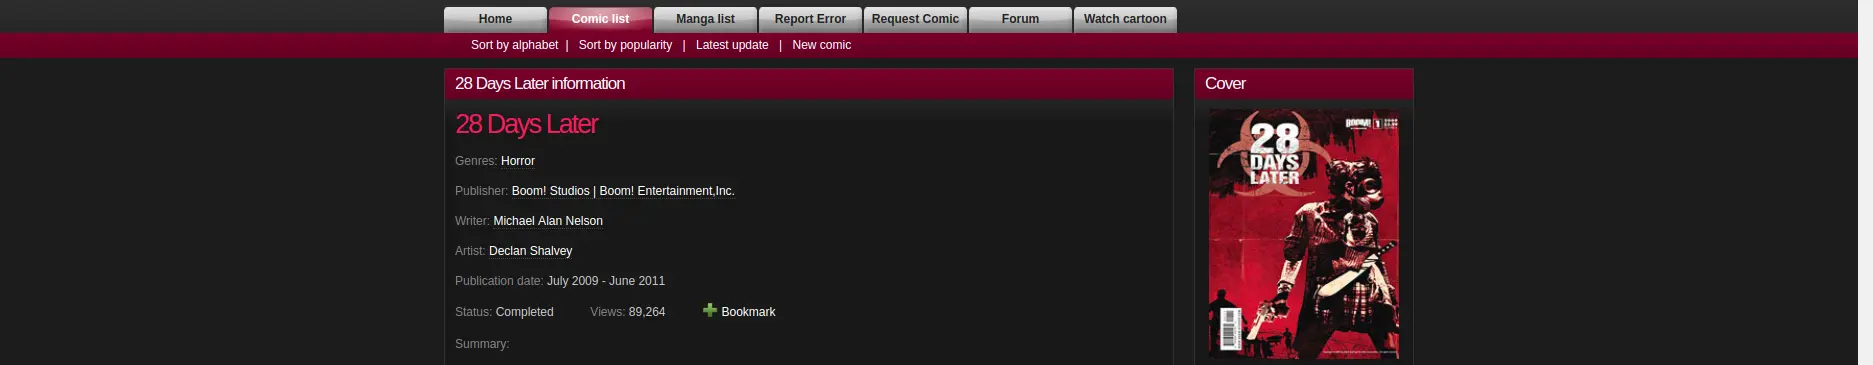 Home Comic list Manga list Report Error Request Comic Forum Watch cartoon
Sort by alphabet | Sort by popularity | Latest update | New comic
28 Days Later information
28 Days Later
Genres: Horror
Publisher: Boom! Studios | Boom! Entertainment,Inc.
Writer: Michael Alan Nelson
Artist: Declan Shalvey
Publication date: July 2009 - June 2011
Status: Completed Views: 89,264 Bookmark
Summary:
Cover
BOOM! 1
28
DAYS
LATER